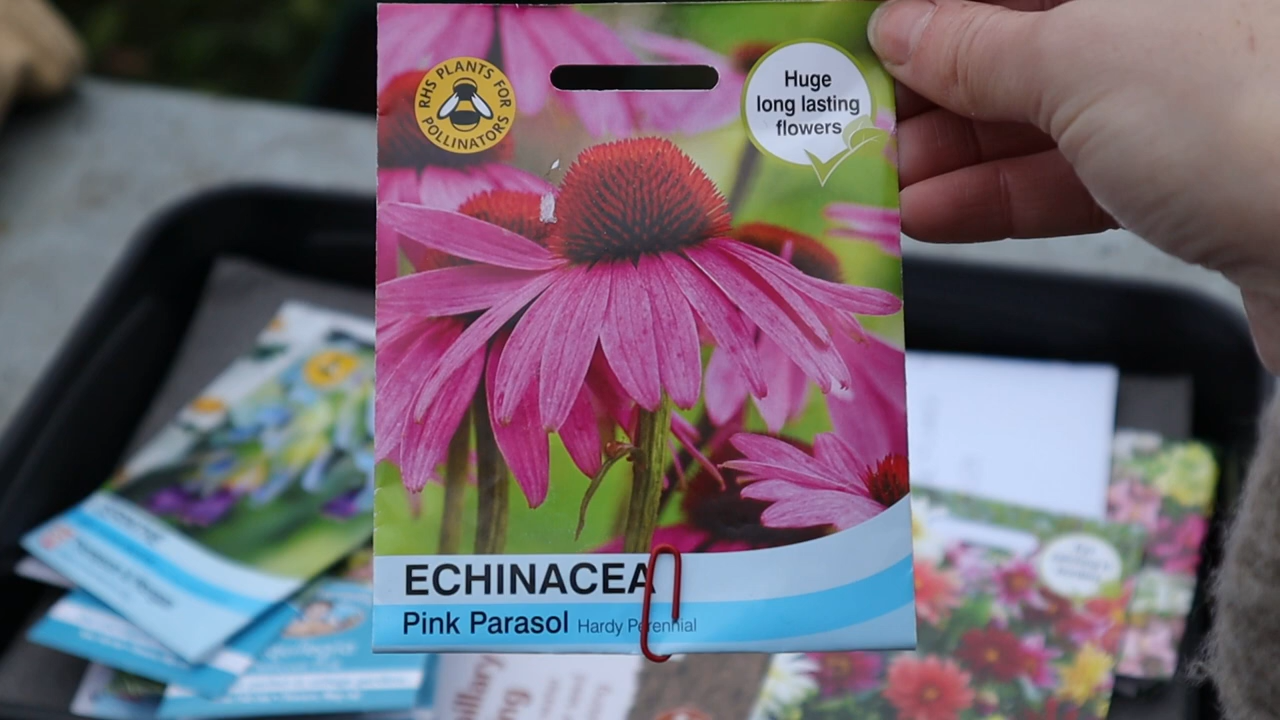 RHS PLANTS FOR
POLLINATORS
Huge
long lasting
flowers
ECHINACEA
Pink Parasol Hardy Perennial